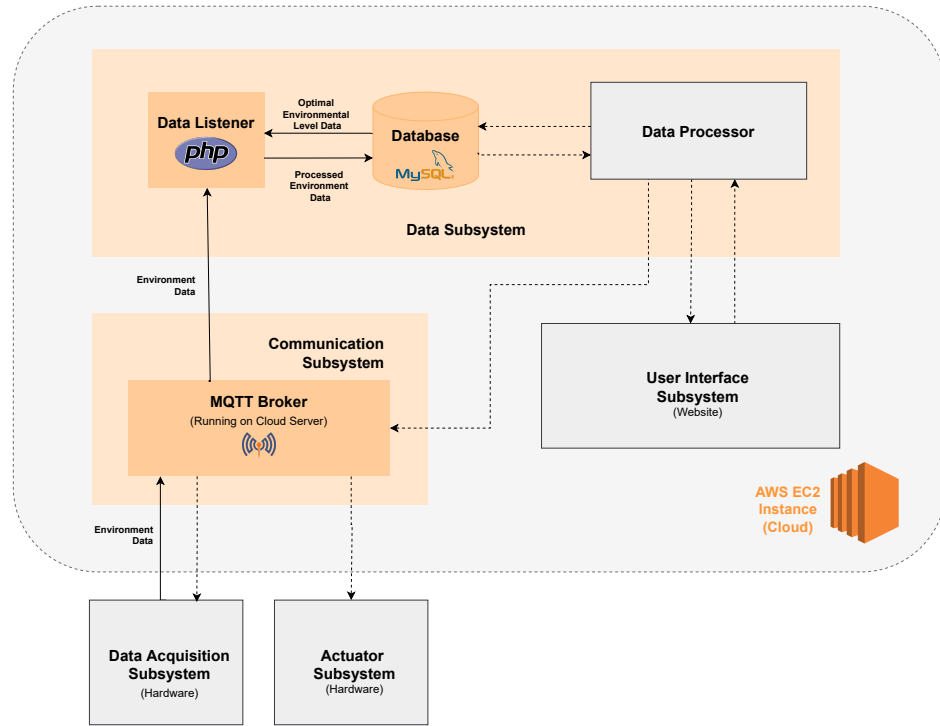 Data Listener
php
Optimal
Environmental
Level Data
Processed
Environment
Data
Database
MySQL
Data Processor
Data Subsystem
Environment
Data
Communication
Subsystem
MQTT Broker
(Running on Cloud Server)
User Interface
Subsystem
(Website)
AWS EC2
Instance
(Cloud)
Environment
Data
Data Acquisition
Subsystem
(Hardware)
Actuator
Subsystem
(Hardware)